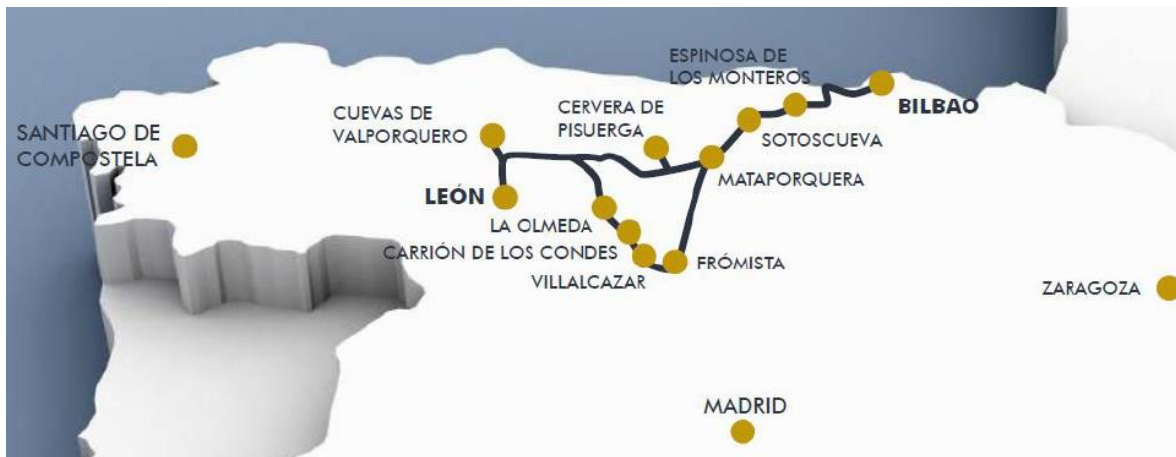 ESPINOSA DE
LOS MONTEROS
CUEVAS DE
VALPORQUERO
CERVERA DE
PISUERGA
BILBAO
SANTIAGO DE
COMPOSTELA
SOTOSCUEVA
MATAPORQUERA
LEÓN
LA OLMEDA
CARRIÓN DE LOS CONDES
VILLALCAZAR
FRÓMISTA
ZARAGOZA
MADRID